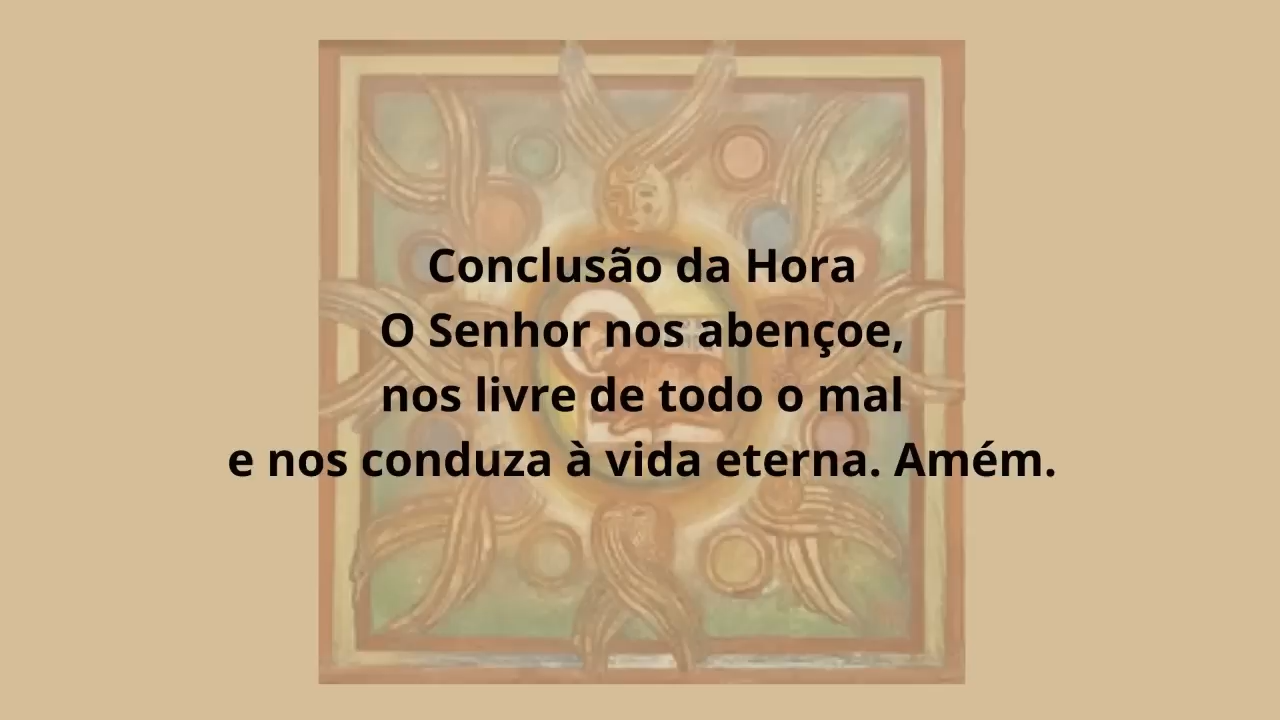 Conclusão da Hora
O Senhor nos abençoe,
nos livre de todo o mal
e nos conduza à vida eterna. Amém.